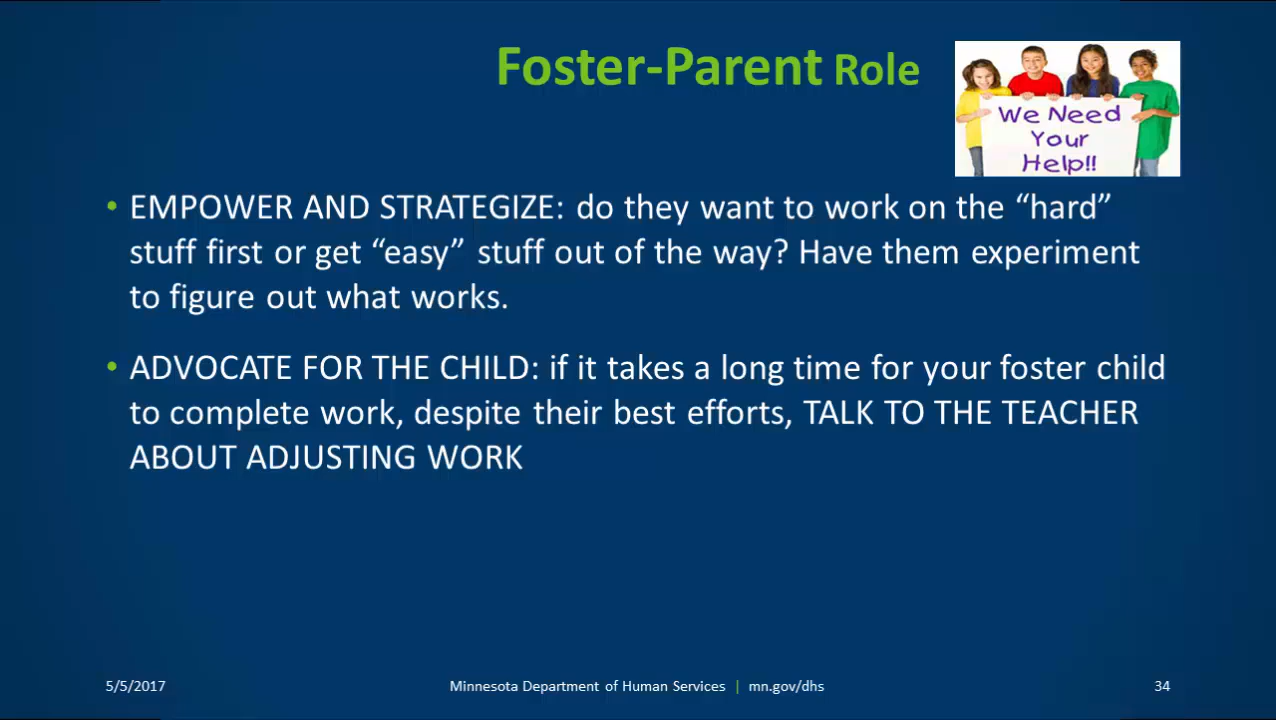 Foster-Parent Role
We Need
Your
Help!!
• EMPOWER AND STRATEGIZE: do they want to work on the “hard”
stuff first or get “easy” stuff out of the way? Have them experiment
to figure out what works.
• ADVOCATE FOR THE CHILD: if it takes a long time for your foster child
to complete work, despite their best efforts, TALK TO THE TEACHER
ABOUT ADJUSTING WORK
5/5/2017
Minnesota Department of Human Services | mn.gov/dhs
34